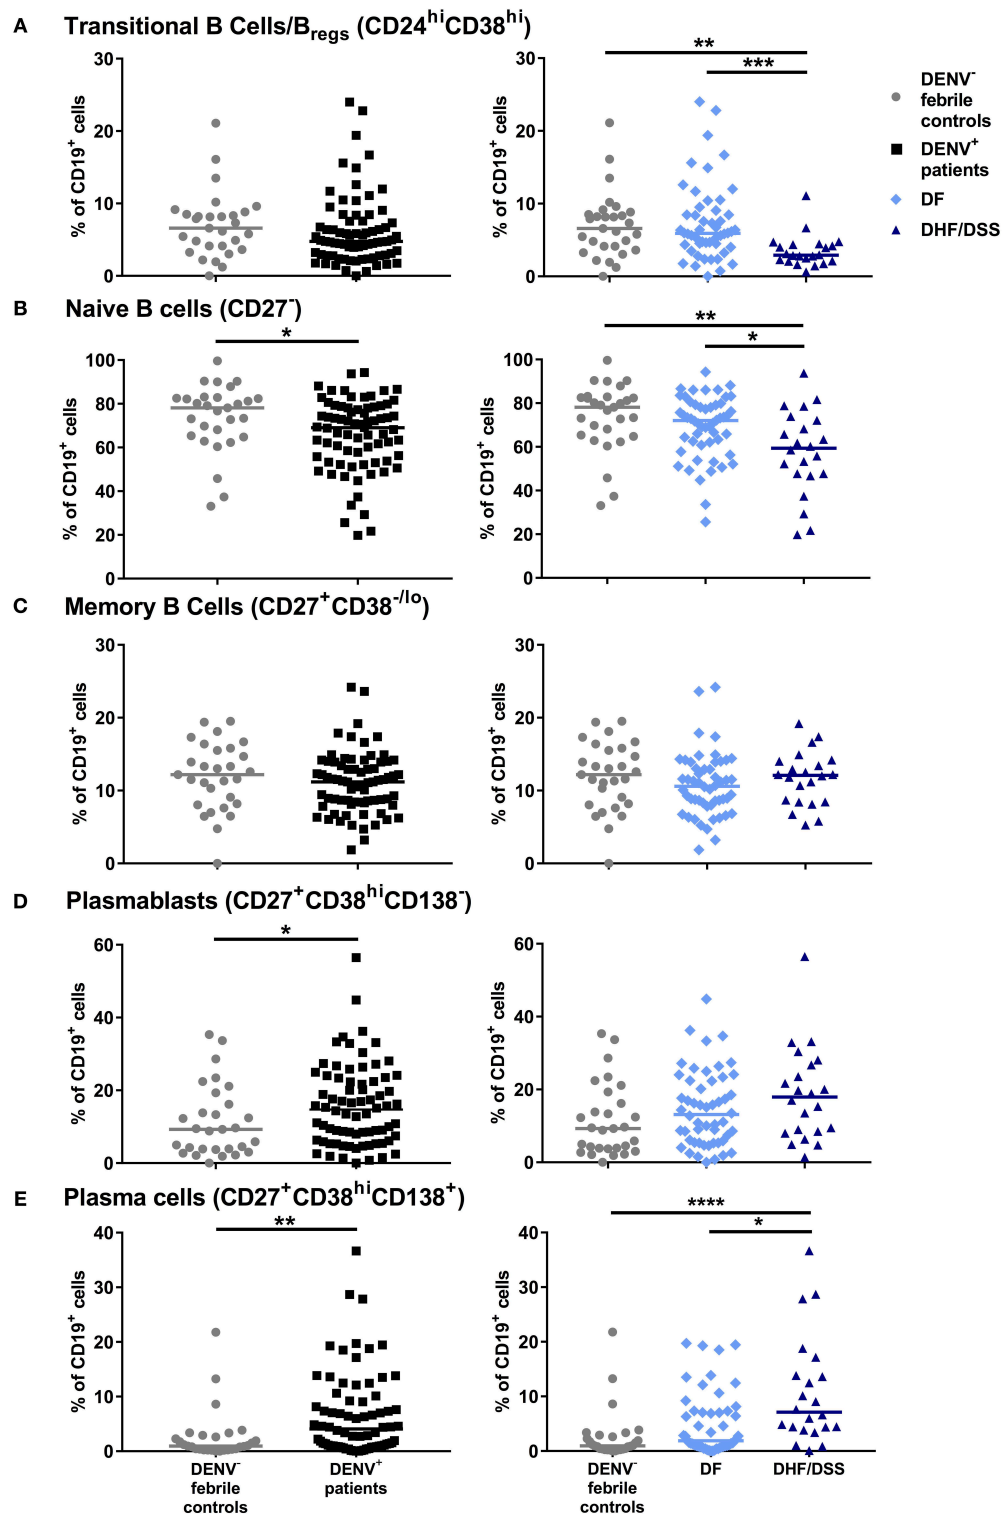 A Transitional B Cells/Bregs (CD24hiCD38hi)
30
20
10
0
% of CD19+ cells
30
20
10
0
% of CD19+ cells
**
***
DENV-
febrile
controls
DENV+
patients
DF
DHF/DSS
B Naive B cells (CD27-)
*
100
80
60
40
20
0
% of CD19+ cells
**
*
100
80
60
40
20
0
% of CD19+ cells
C Memory B Cells (CD27+CD38-/lo)
30
20
10
0
% of CD19+ cells
30
20
10
0
% of CD19+ cells
D Plasmablasts (CD27+CD38hiCD138-)
*
60
40
20
0
% of CD19+ cells
60
40
20
0
% of CD19+ cells
E Plasma cells (CD27+CD38hiCD138+)
**
40
30
20
10
0
% of CD19+ cells
DENV-
febrile
controls
DENV+
patients
****
*
40
30
20
10
0
% of CD19+ cells
DENV-
febrile
controls
DF
DHF/DSS